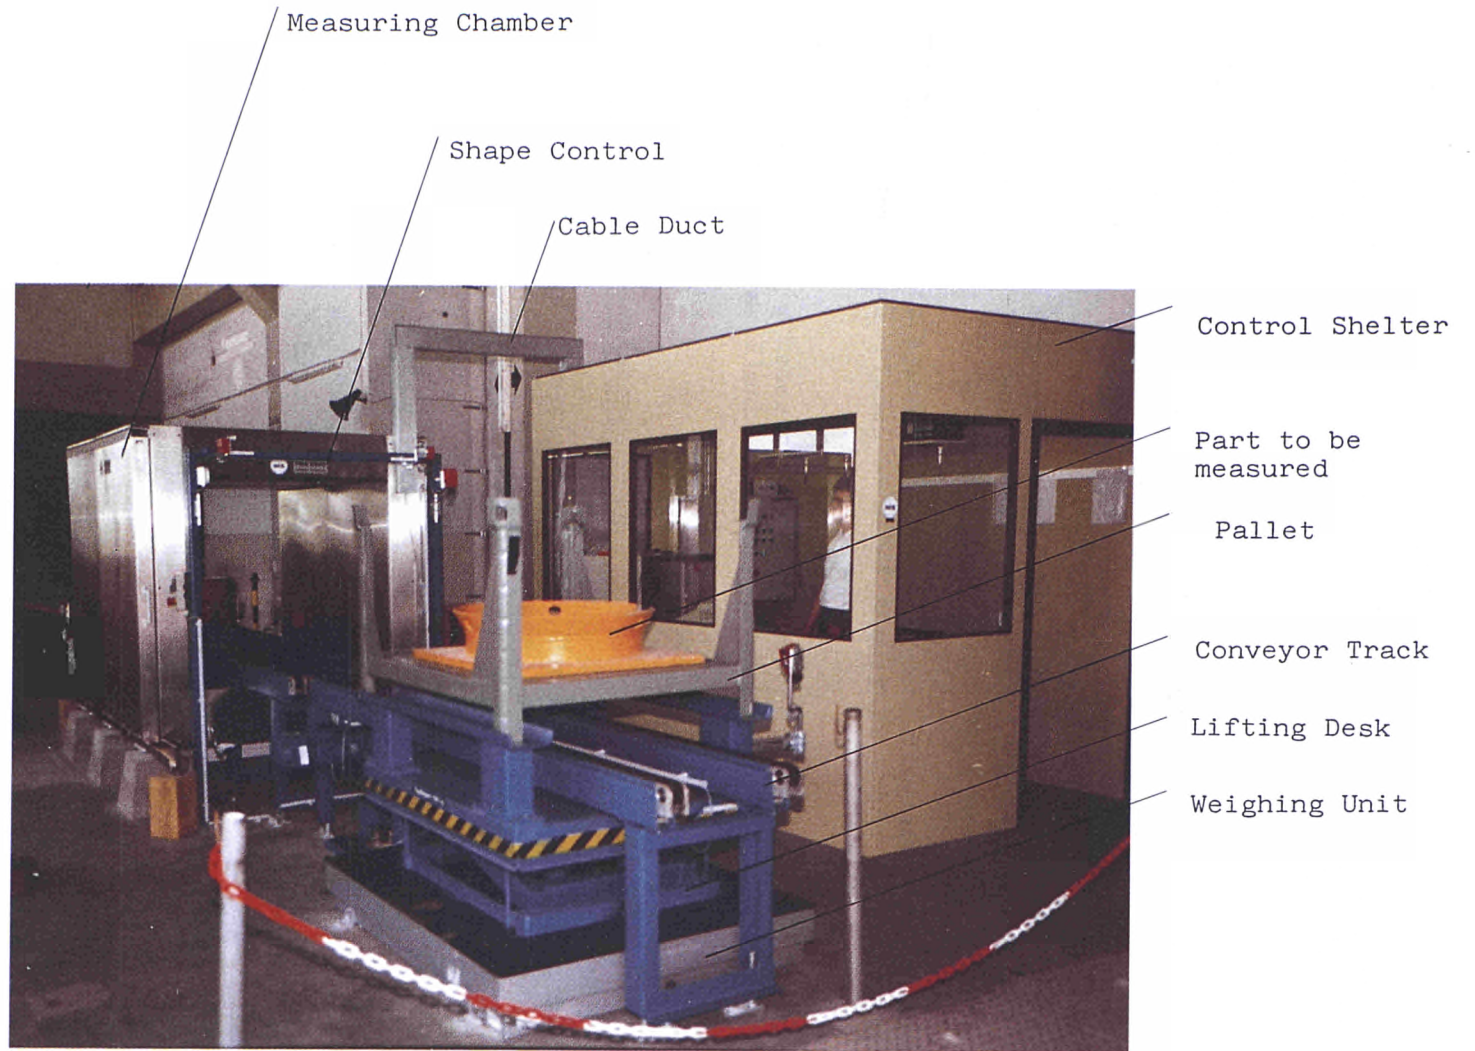 Measuring Chamber
Shape Control
Cable Duct
Control Shelter
Part to be
measured
Pallet
Conveyor Track
Lifting Desk
Weighing Unit